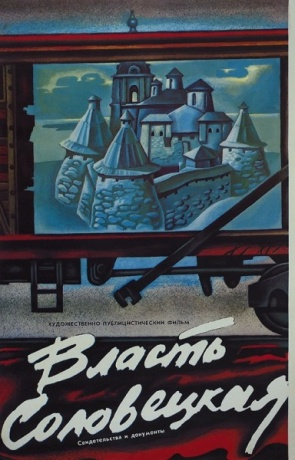 ХУДОЖЕСТВЕННО-ПУБЛИЦИСТИЧЕСКИЙ ФИЛЬМ
Власть
Соловецкая
Свидетельства и документы